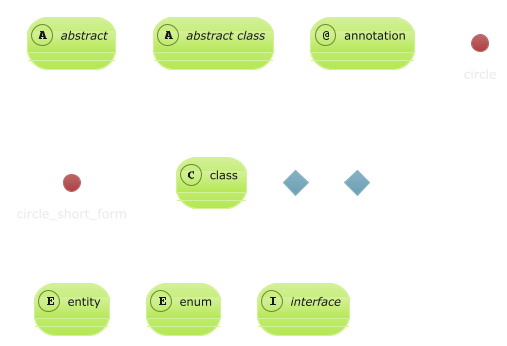 A abstract
A abstract class
@ annotation
circle
circle_short_form
C class
E entity
E enum
I interface